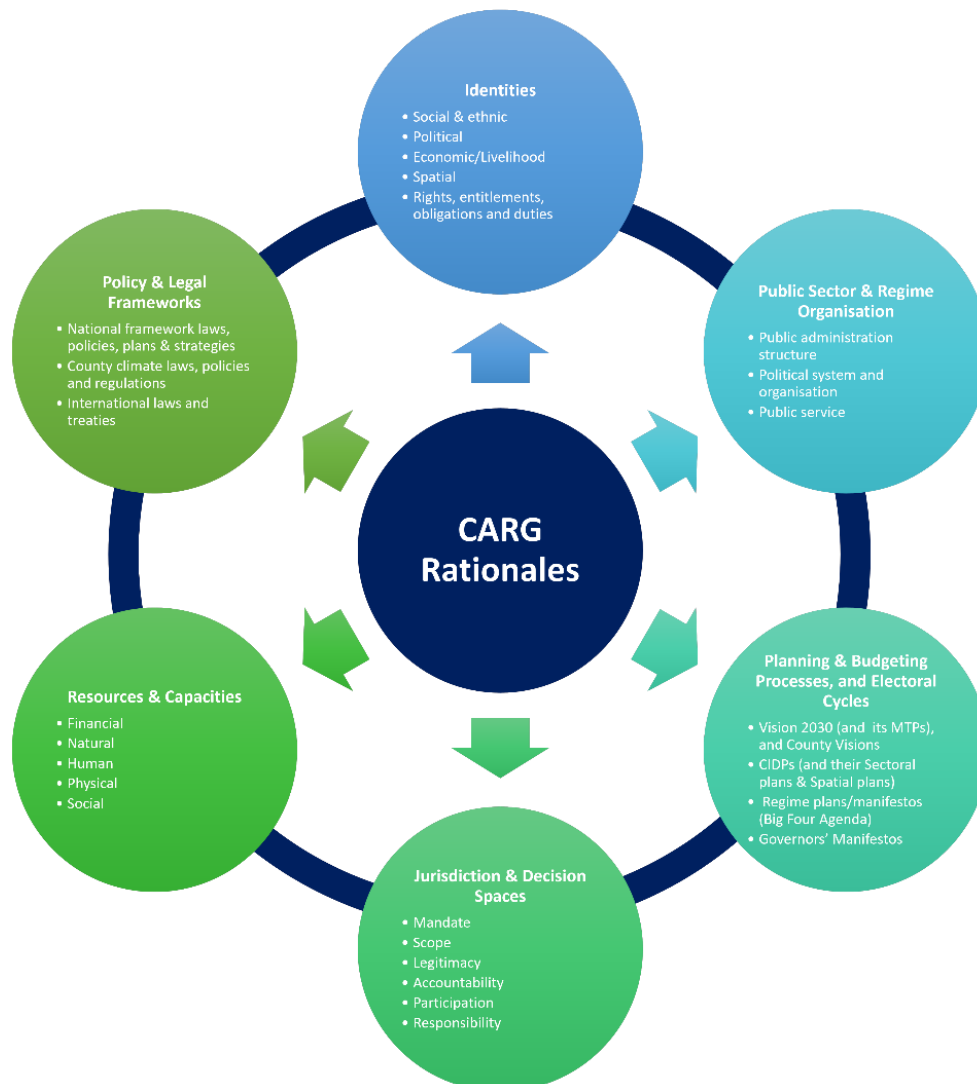 Identities
• Social & ethnic
• Political
• Economic/Livelihood
• Spatial
• Rights, entitlements,
obligations and duties
Public Sector & Regime
Organisation
• Public administration
structure
• Political system and
organisation
• Public service
Planning & Budgeting
Processes, and Electoral
Cycles
• Vision 2030 (and its MTPs),
and County Visions
• CIDPs (and their Sectoral
plans & Spatial plans)
• Regime plans/manifestos
(Big Four Agenda)
• Governors' Manifestos
Jurisdiction & Decision
Spaces
• Mandate
• Scope
• Legitimacy
• Accountability
• Participation
• Responsibility
Resources & Capacities
▪ Financial
▪ Natural
▪ Human
▪ Physical
▪ Social
Policy & Legal
Frameworks
▪ National framework laws,
policies, plans & strategies
• County climate laws, policies
and regulations
• International laws and
treaties
CARG
Rationales